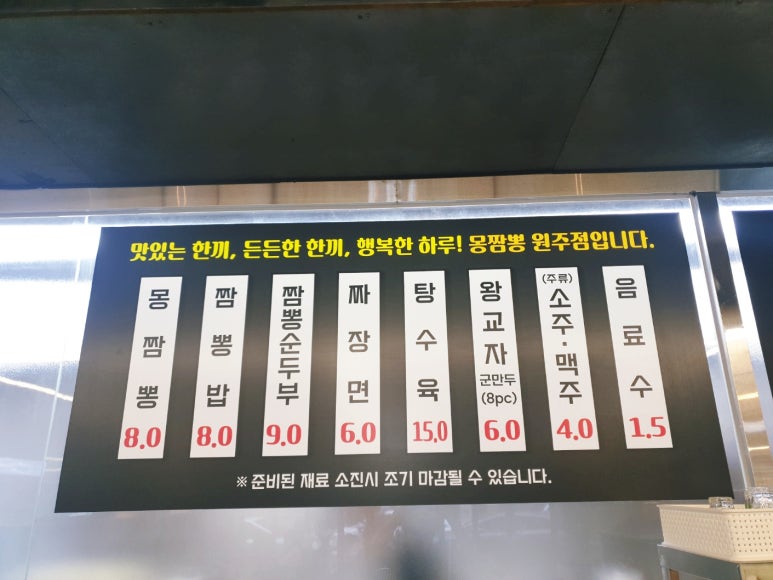 맛있는 한끼, 든든한 한끼, 행복한 하루! 몽짬뽕 원주점입니다.
몽짬뽕
8.0
짬뽕밥
8.0
짬뽕순두부
9.0
짜장면
6.0
탕수육
15.0
왕교자
군만두
(8pc)
6.0
(주류)
소주·맥주
4.0
음료수
1.5
※ 준비된 재료 소진시 조기 마감될 수 있습니다.